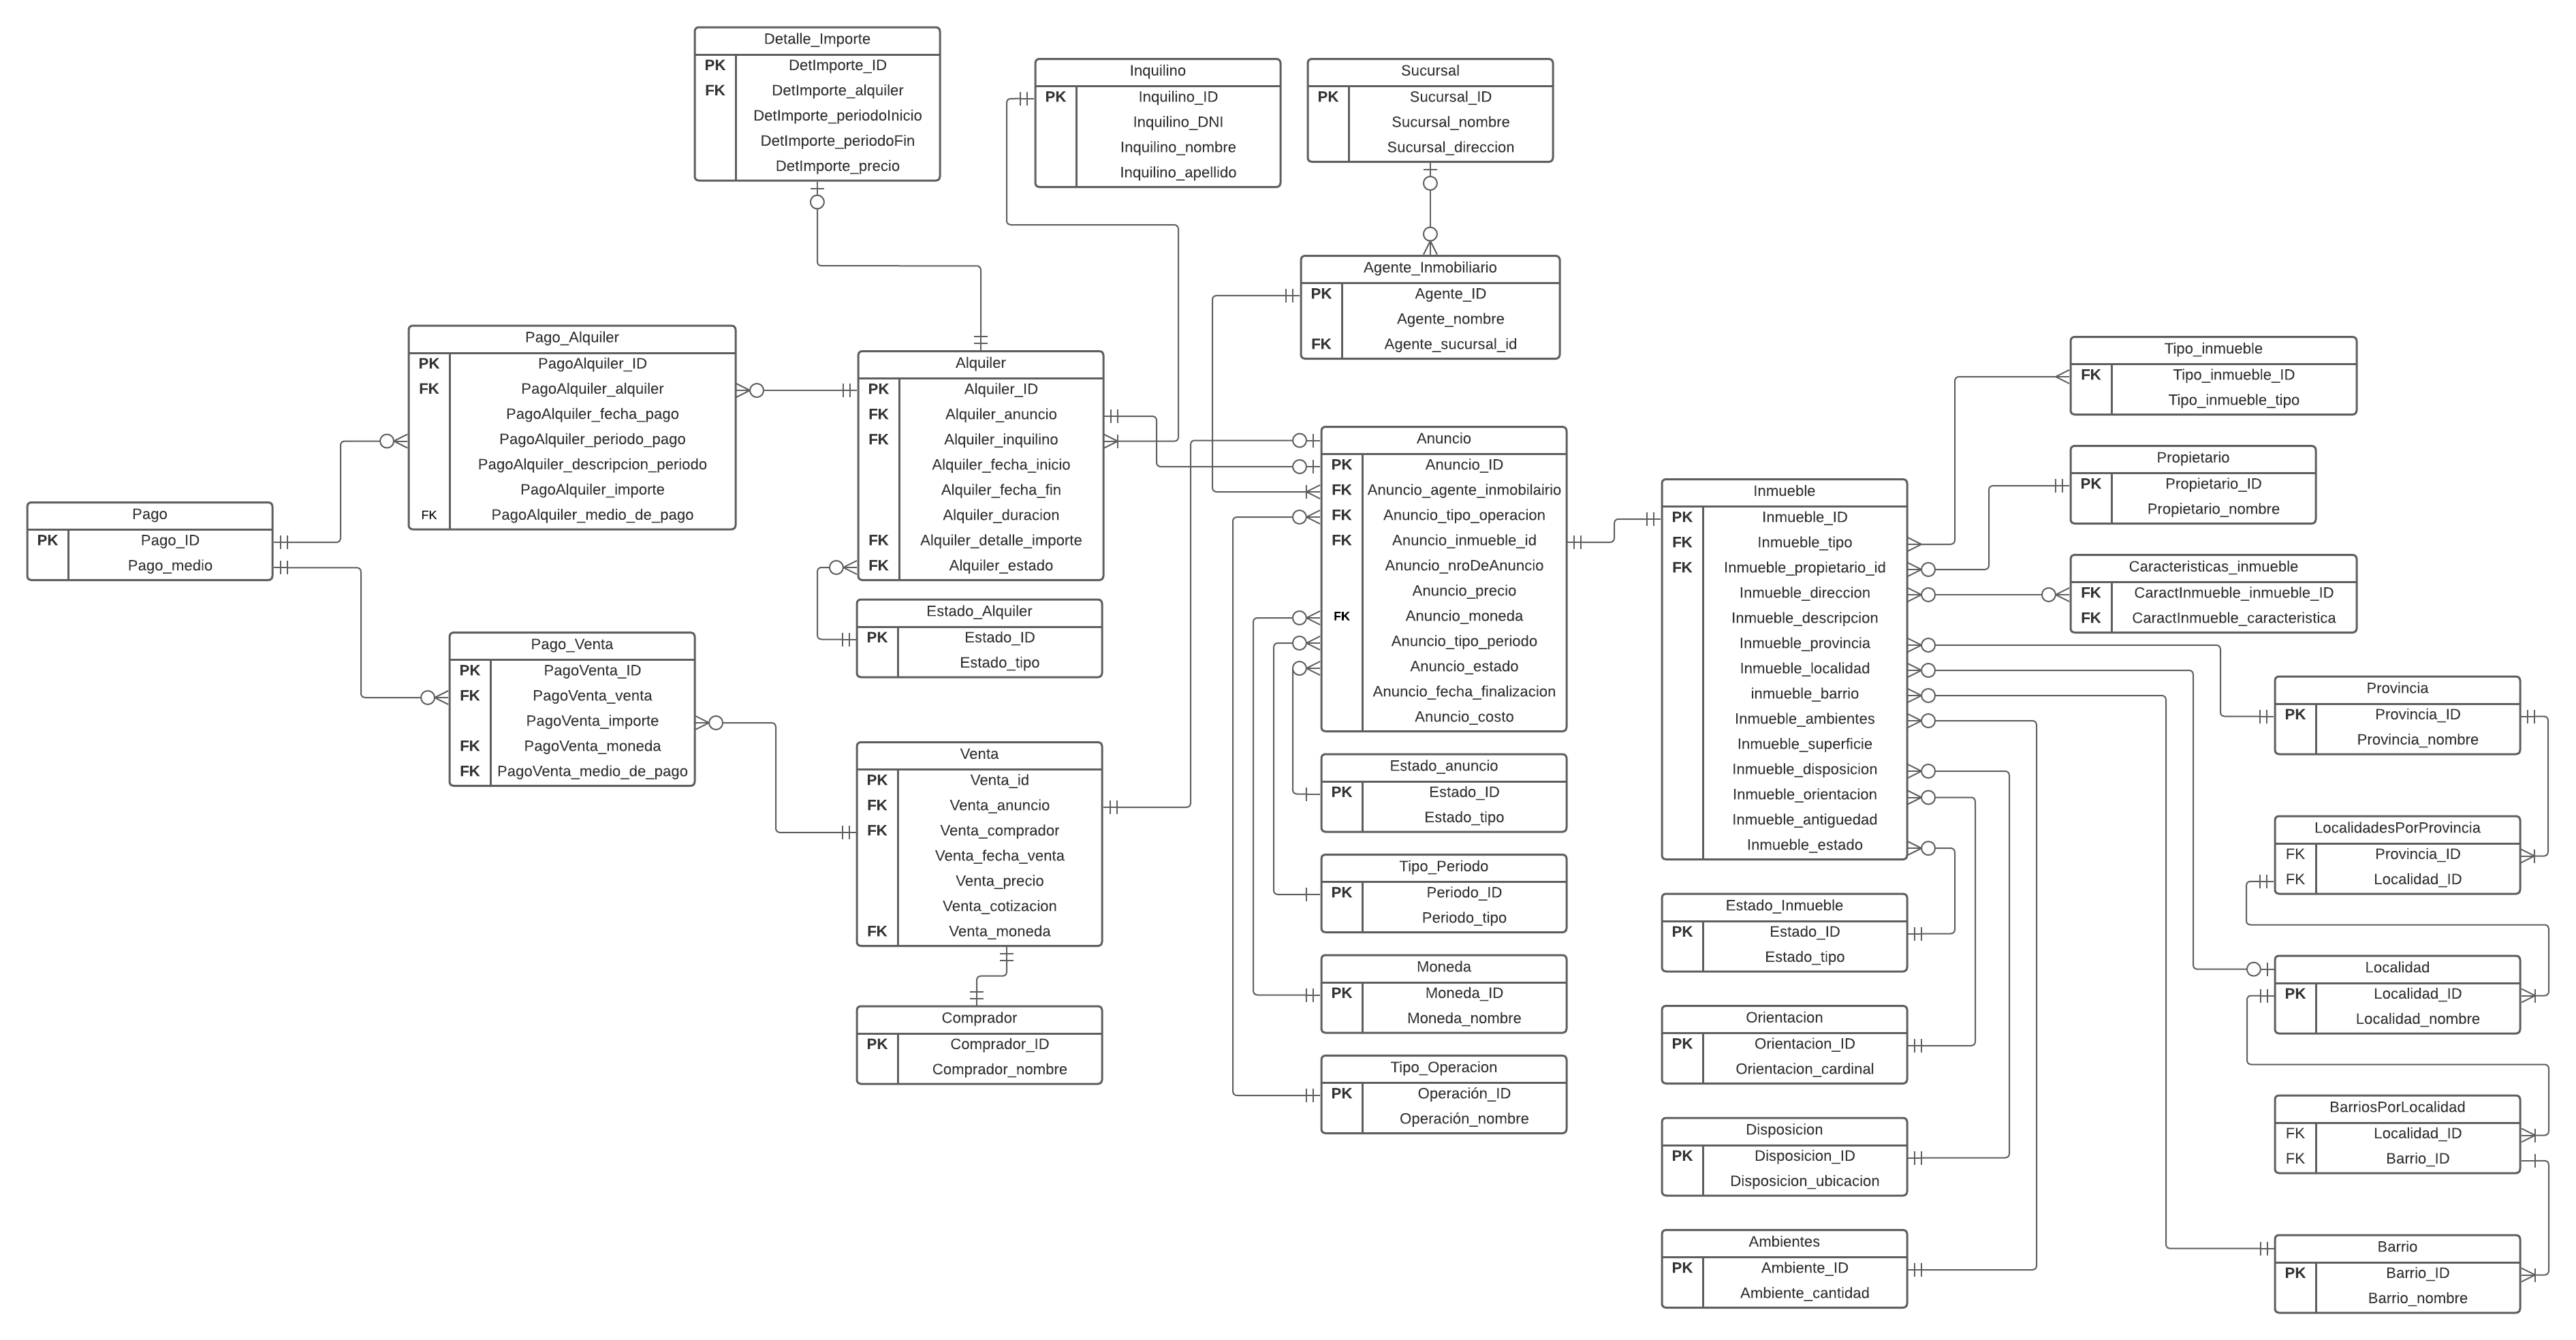 Detalle_Importe
PK DetImporte_ID
FK DetImporte_alquiler
DetImporte_periodoInicio
DetImporte_periodoFin
DetImporte_precio
Inquilino
PK Inquilino_ID
Inquilino_DNI
Inquilino_nombre
Inquilino_apellido
Sucursal
PK Sucursal_ID
Sucursal_nombre
Sucursal_direccion
Agente_Inmobiliario
PK Agente_ID
Agente_nombre
FK Agente_sucursal_id
Pago_Alquiler
PK PagoAlquiler_ID
FK PagoAlquiler_alquiler
PagoAlquiler_fecha_pago
PagoAlquiler_periodo_pago
PagoAlquiler_descripcion_periodo
PagoAlquiler_importe
FK PagoAlquiler_medio_de_pago
Pago
PK Pago_ID
Pago_medio
Pago_Venta
PK PagoVenta_ID
FK PagoVenta_venta
PagoVenta_importe
FK PagoVenta_moneda
FK PagoVenta_medio_de_pago
Alquiler
PK Alquiler_ID
FK Alquiler_anuncio
FK Alquiler_inquilino
Alquiler_fecha_inicio
Alquiler_fecha_fin
Alquiler_duracion
FK Alquiler_detalle_importe
FK Alquiler_estado
Estado_Alquiler
PK Estado_ID
Estado_tipo
Venta
PK Venta_id
FK Venta_anuncio
FK Venta_comprador
Venta_fecha_venta
Venta_precio
Venta_cotizacion
FK Venta_moneda
Comprador
PK Comprador_ID
Comprador_nombre
Anuncio
PK Anuncio_ID
FK Anuncio_agente_inmobilairio
FK Anuncio_tipo_operacion
FK Anuncio_inmueble_id
Anuncio_nroDeAnuncio
Anuncio_precio
FK Anuncio_moneda
Anuncio_tipo_periodo
Anuncio_estado
Anuncio_fecha_finalizacion
Anuncio_costo
Estado_anuncio
PK Estado_ID
Estado_tipo
Tipo_Periodo
PK Periodo_ID
Periodo_tipo
Moneda
PK Moneda_ID
Moneda_nombre
Tipo_Operacion
PK Operación_ID
Operación_nombre
Inmueble
PK Inmueble_ID
FK Inmueble_tipo
FK Inmueble_propietario_id
Inmueble_direccion
Inmueble_descripcion
Inmueble_provincia
Inmueble_localidad
inmueble_barrio
Inmueble_ambientes
Inmueble_superficie
Inmueble_disposicion
Inmueble_orientacion
Inmueble_antiguedad
Inmueble_estado
Estado_Inmueble
PK Estado_ID
Estado_tipo
Orientacion
PK Orientacion_ID
Orientacion_cardinal
Disposicion
PK Disposicion_ID
Disposicion_ubicacion
Ambientes
PK Ambiente_ID
Ambiente_cantidad
Tipo_inmueble
FK Tipo_inmueble_ID
Tipo_inmueble_tipo
Propietario
PK Propietario_ID
Propietario_nombre
Caracteristicas_inmueble
FK CaractInmueble_inmueble_ID
FK CaractInmueble_caracteristica
Provincia
PK Provincia_ID
Provincia_nombre
LocalidadesPorProvincia
FK Provincia_ID
FK Localidad_ID
Localidad
PK Localidad_ID
Localidad_nombre
BarriosPorLocalidad
FK Localidad_ID
FK Barrio_ID
Barrio
PK Barrio_ID
Barrio_nombre